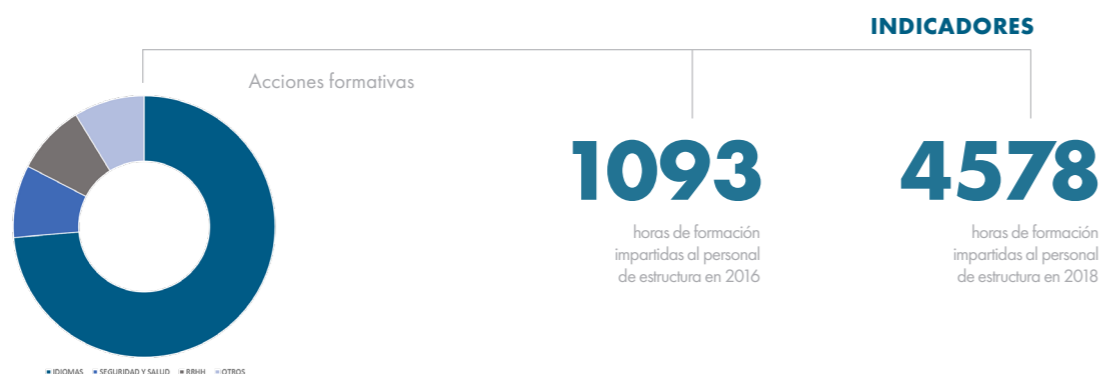 INDICADORES
Acciones formativas
1093
horas de formación
impartidas al personal
de estructura en 2016
4578
horas de formación
impartidas al personal
de estructura en 2018
IDIOMAS SEGURIDAD Y SALUD RRHH OTROS